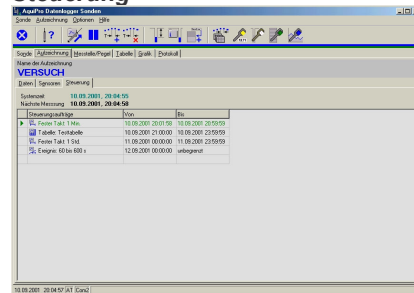 Steuerung
AquiPro Datenlogger Sonden
Sonde Aufzeichnung Optionen Hilfe
Sonde Aufzeichnung Messstelle/Pegel Tabelle Grafik Protokoll
Name der Aufzeichnung
VERSUCH
Daten Sensoren Steuerung
Systemzeit 10.09.2001, 20:04:55
Nächste Messung 10.09.2001, 20:04:58
Steuerungsaufträge Von Bis
Fester Takt: 1 Min. 10.09.2001 20:01:59 10.09.2001 20:59:59
Tabelle: Testtabelle 10.09.2001 21:00:00 10.09.2001 23:59:59
Fester Takt: 1 Std. 11.09.2001 00:00:00 11.09.2001 23:59:59
Ereignis: 60 bis 600 s 12.09.2001 00:00:00 unbegrenzt
10.09.2001 20:04:57 AT Com2